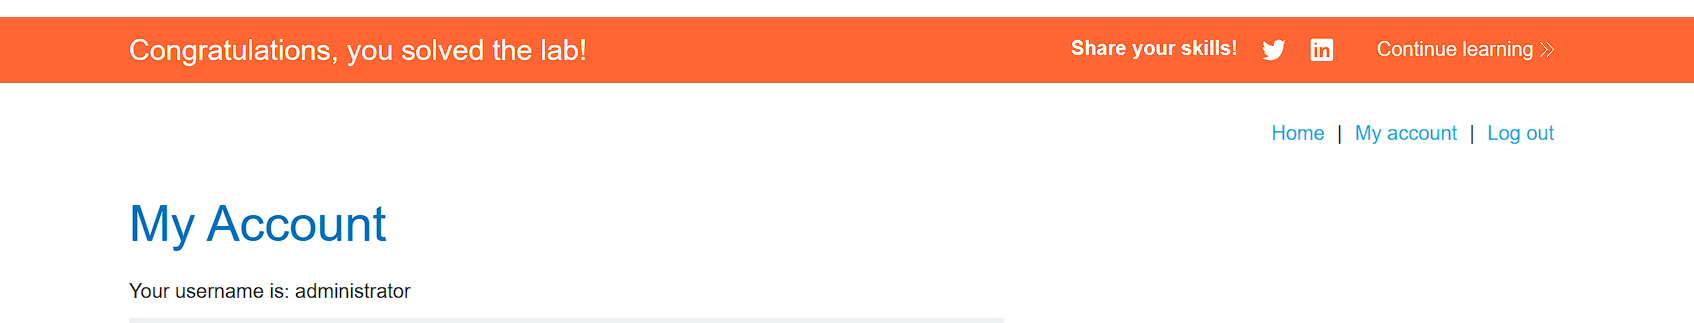 Congratulations, you solved the lab!
Share your skills!
Continue learning
Home | My account | Log out
My Account
Your username is: administrator